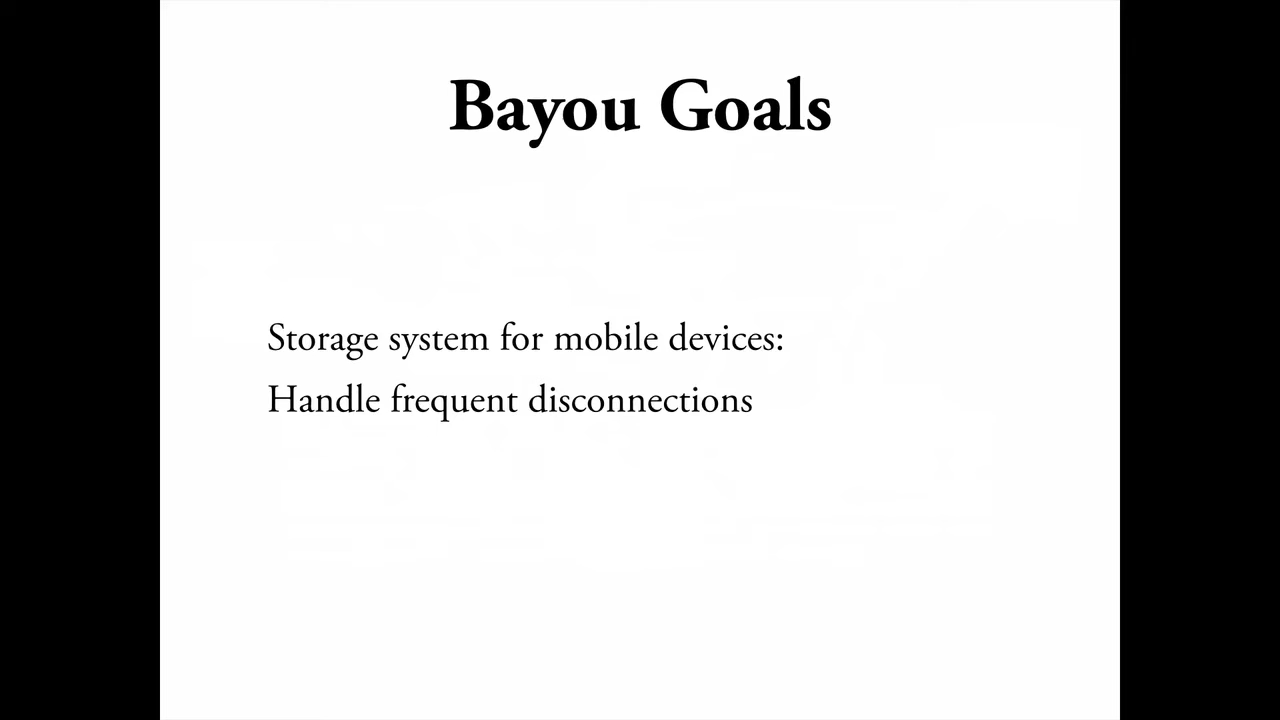 Bayou Goals
Storage system for mobile devices:
Handle frequent disconnections